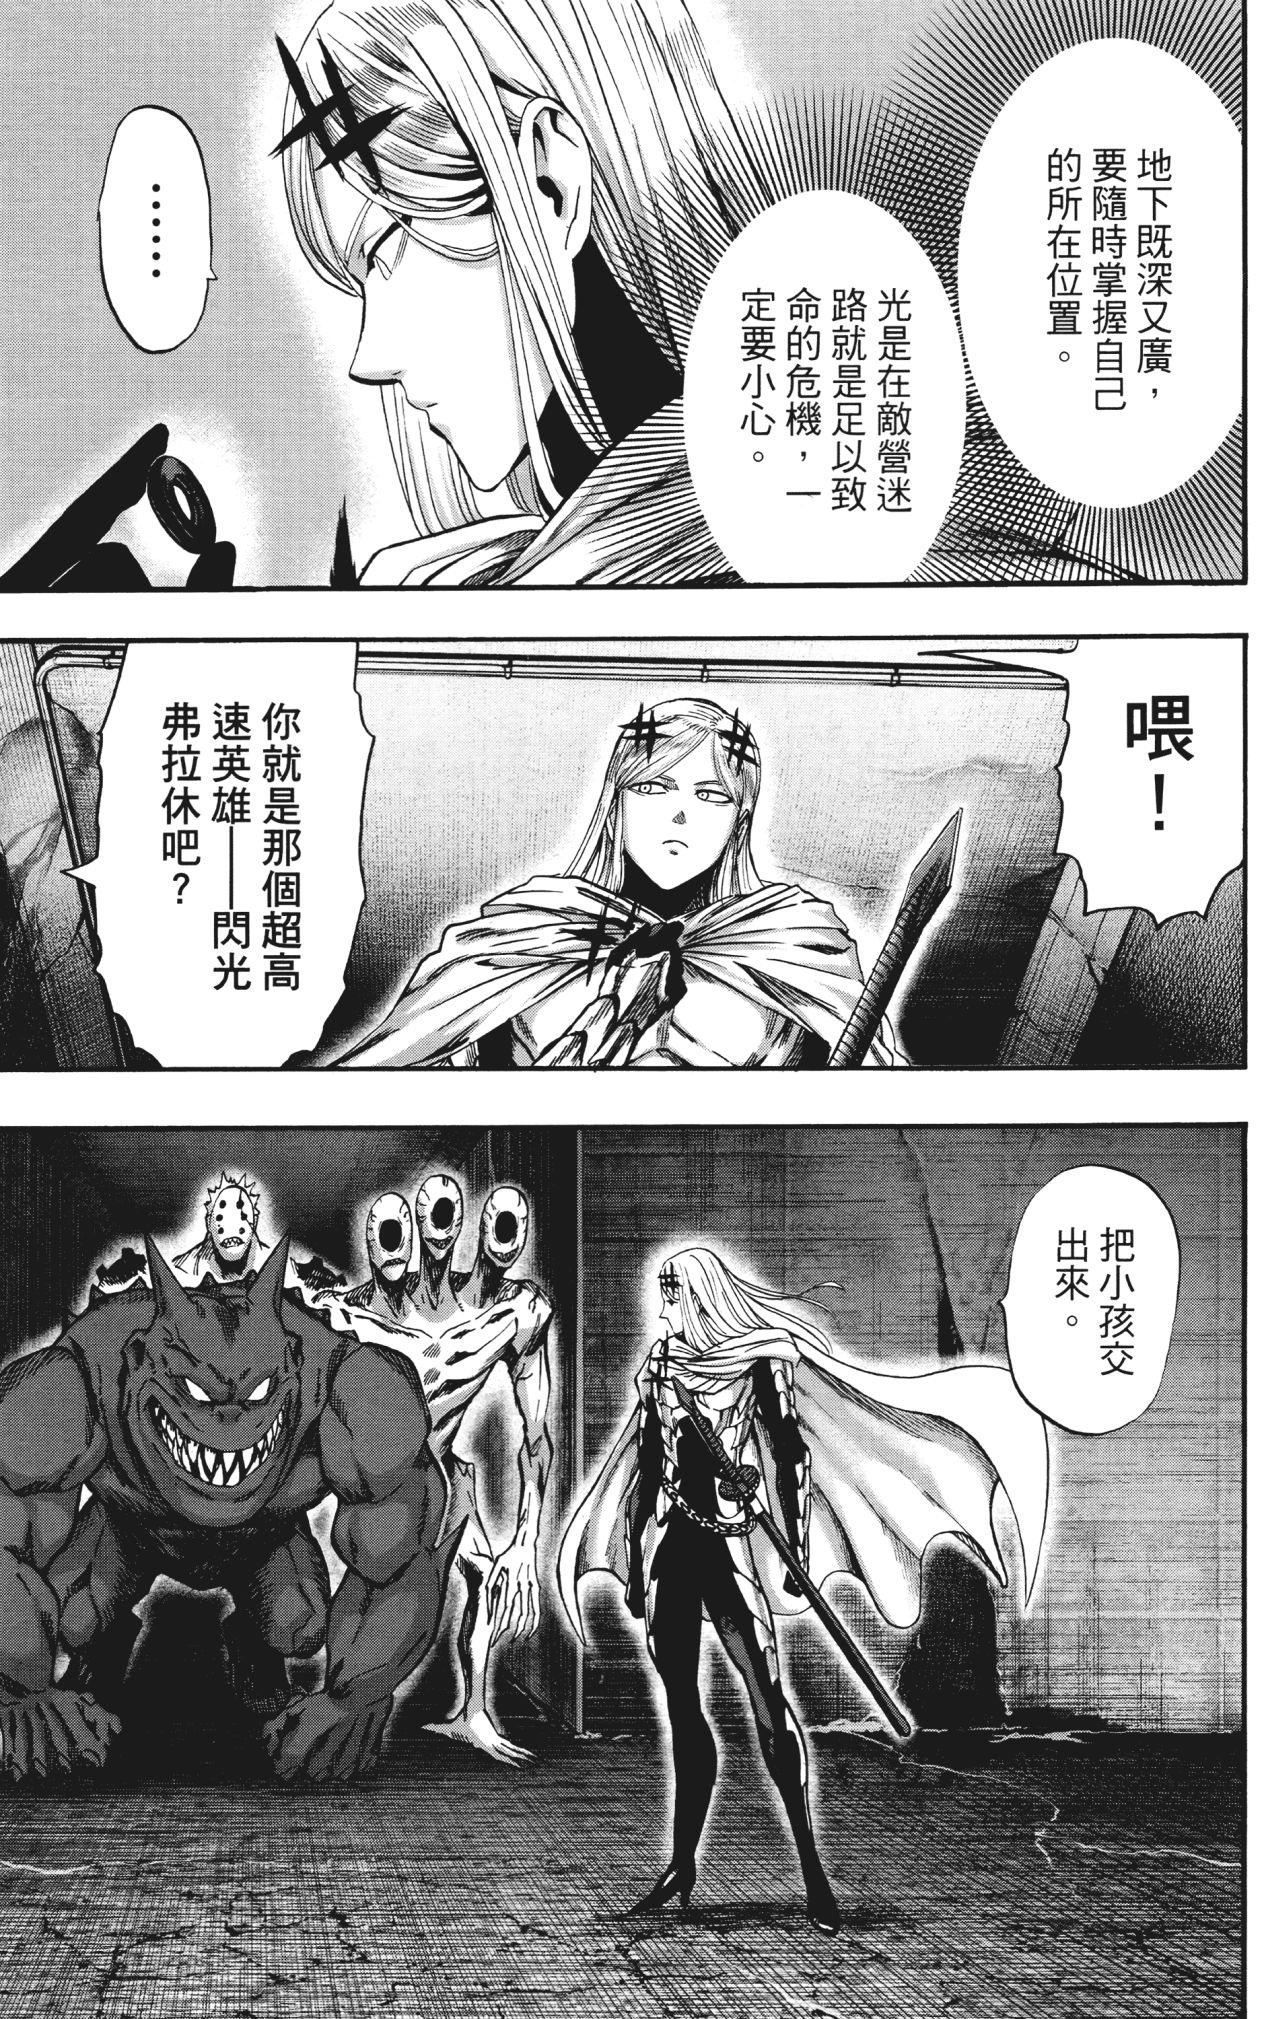 地下既深又廣，
要隨時掌握自己
的所在位置。
光是在敵營迷
路就是足以致
命的危機，一
定要小心。
……
喂！
你就是那個超高
速英雄——閃光
弗拉休吧？
把小孩交
出來。